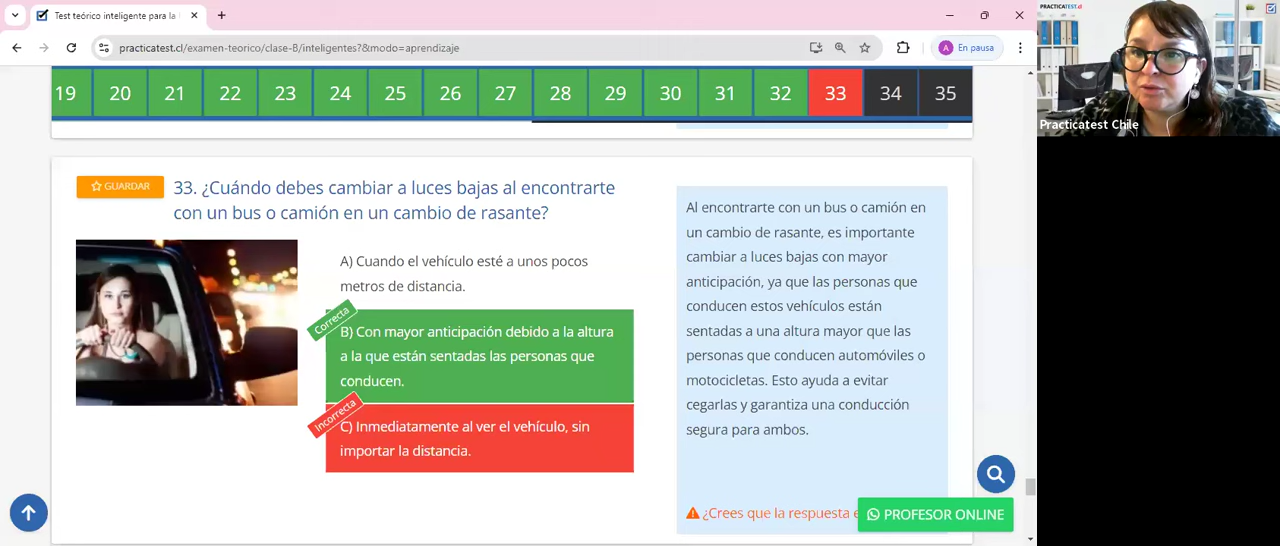 Test teórico inteligente para la
practicatest.cl/examen-teorico/clase-B/inteligentes?&modo=aprendizaje
A
En pausa
PRACTICATEST.cl
Practicatest Chile
19 20 21 22 23 24 25 26 27 28 29 30 31 32 33 34 35
GUARDAR
33. ¿Cuándo debes cambiar a luces bajas al encontrarte
con un bus o camión en un cambio de rasante?
A) Cuando el vehículo esté a unos pocos
metros de distancia.
Correcta
B) Con mayor anticipación debido a la altura
a la que están sentadas las personas que
conducen.
Incorrecta
C) Inmediatamente al ver el vehículo, sin
importar la distancia.
Al encontrarte con un bus o camión en
un cambio de rasante, es importante
cambiar a luces bajas con mayor
anticipación, ya que las personas que
conducen estos vehículos están
sentadas a una altura mayor que las
personas que conducen automóviles o
motocicletas. Esto ayuda a evitar
cegarlas y garantiza una conducción
segura para ambos.
¿Crees que la respuesta e
PROFESOR ONLINE